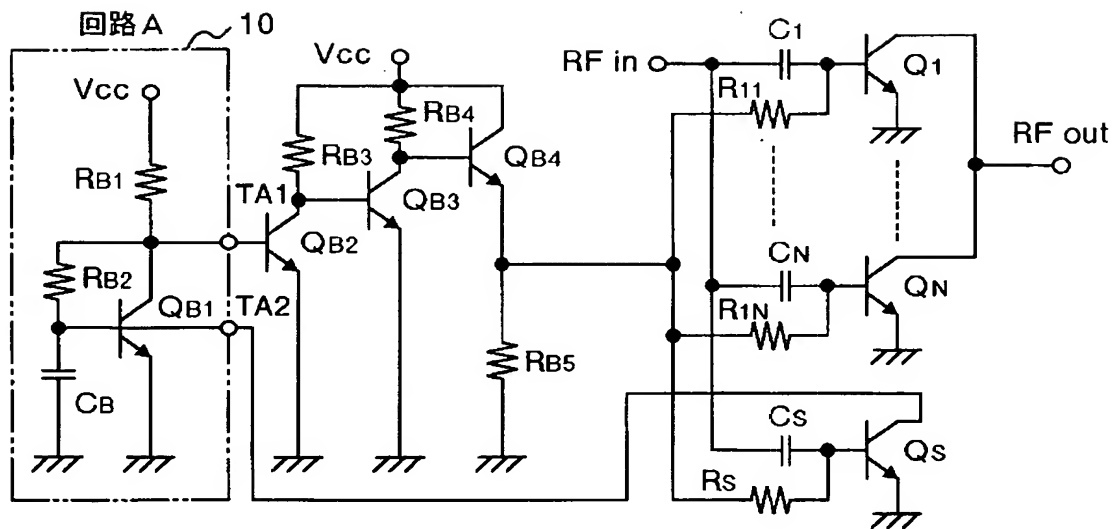 回路A
10
Vcc
RB1
RB2
QB1
CB
TA1
TA2
Vcc
RB3
RB4
QB2
QB3
QB4
RB5
RF in
C1
R11
Q1
RF out
CN
R1N
QN
CS
RS
QS